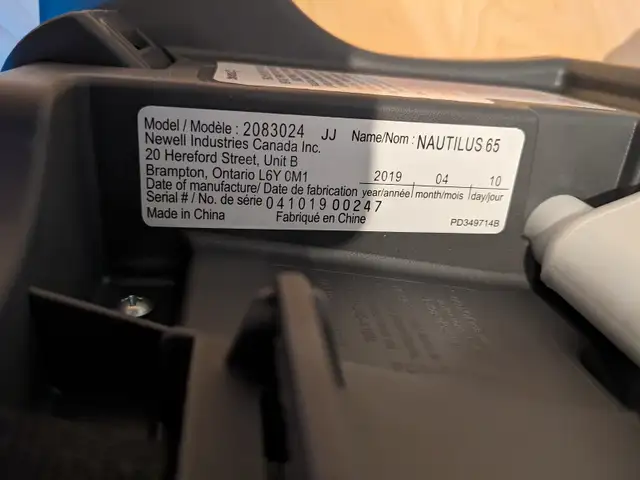 Model / Modèle : 2083024 JJ Name/Nom : NAUTILUS 65
Newell Industries Canada Inc.
20 Hereford Street, Unit B
Brampton, Ontario L6Y 0M1 2019 04 10
Date of manufacture/ Date de fabrication year/année month/mois day/jour
Serial # / No. de série 04101900247
Made in China Fabriqué en Chine PD349714B